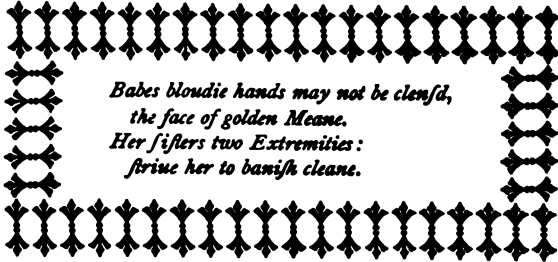 Babes bloudie hands may not be clenſd,
the face of golden Meane.
Her ſiſters two Extremities:
ſtriue her to baniſh cleane.